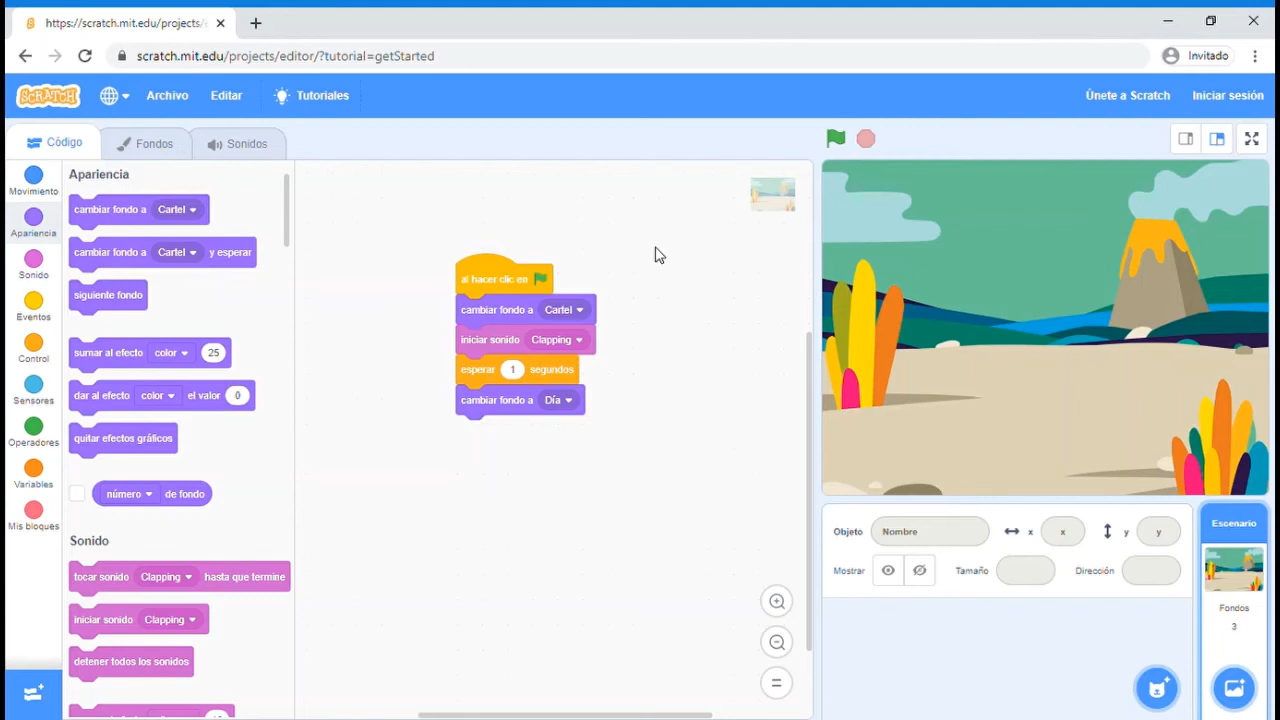 https://scratch.mit.edu/projects/
scratch.mit.edu/projects/editor/?tutorial=getStarted
Invitado
SCRATCH
Archivo
Editar
Tutoriales
Únete a Scratch
Iniciar sesión
Código
Fondos
Sonidos
Movimiento
Apariencia
Sonido
Eventos
Control
Sensores
Operadores
Variables
Mis bloques
Apariencia
cambiar fondo a Cartel
cambiar fondo a Cartel y esperar
siguiente fondo
sumar al efecto color 25
dar al efecto color el valor 0
quitar efectos gráficos
número de fondo
Sonido
tocar sonido Clapping hasta que termine
iniciar sonido Clapping
detener todos los sonidos
al hacer clic en
cambiar fondo a Cartel
iniciar sonido Clapping
esperar 1 segundos
cambiar fondo a Día
Objeto Nombre x x y y
Mostrar Tamaño Dirección
Escenario
Fondos
3